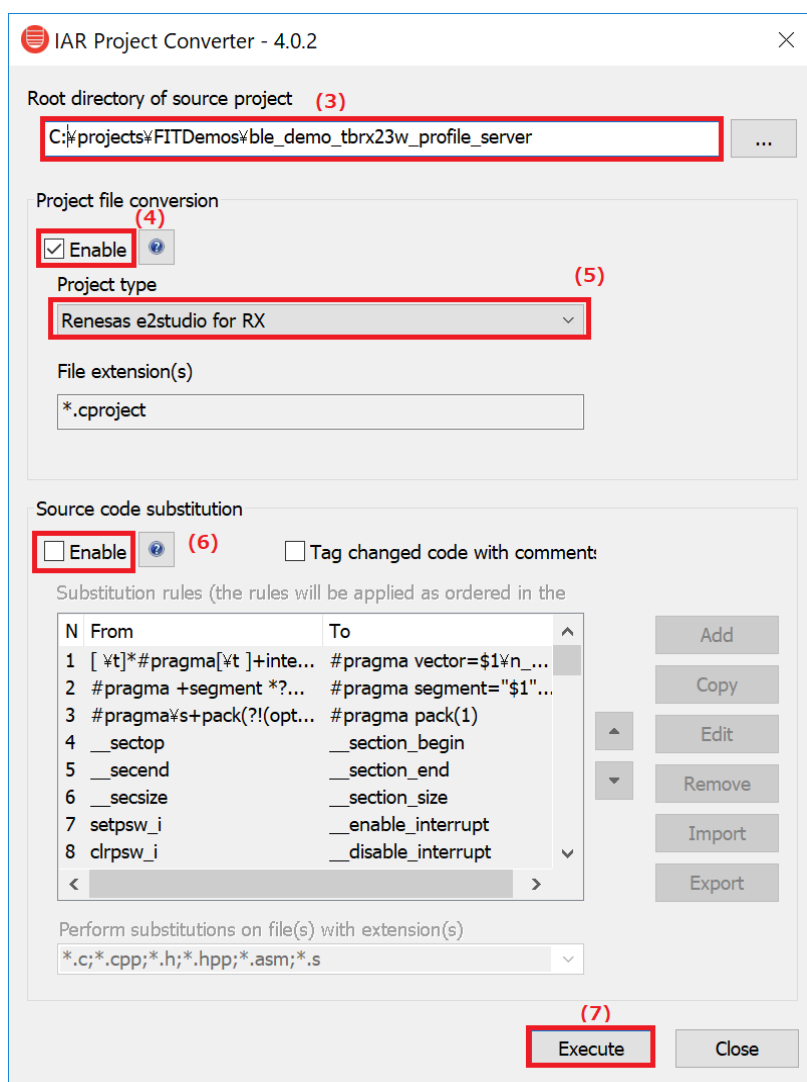 IAR Project Converter - 4.0.2
Root directory of source project (3)
C:¥projects¥FITDemos¥ble_demo_tbrx23w_profile_server
...
Project file conversion
(4)
Enable
Project type
(5)
Renesas e2studio for RX
File extension(s)
*.cproject
Source code substitution
Enable (6) Tag changed code with comments
Substitution rules (the rules will be applied as ordered in the
N From To
1 [ ¥t]*#pragma[¥t ]+inte... #pragma vector=$1¥n_...
2 #pragma +segment *?... #pragma segment="$1"...
3 #pragma¥s+pack(?!(opt... #pragma pack(1)
4 __sectop __section_begin
5 __secend __section_end
6 __secsize __section_size
7 setpsw_i __enable_interrupt
8 clrpsw_i __disable_interrupt
Add
Copy
Edit
Remove
Import
Export
Perform substitutions on file(s) with extension(s)
*.c;*.cpp;*.h;*.hpp;*.asm;*.s
(7)
Execute Close